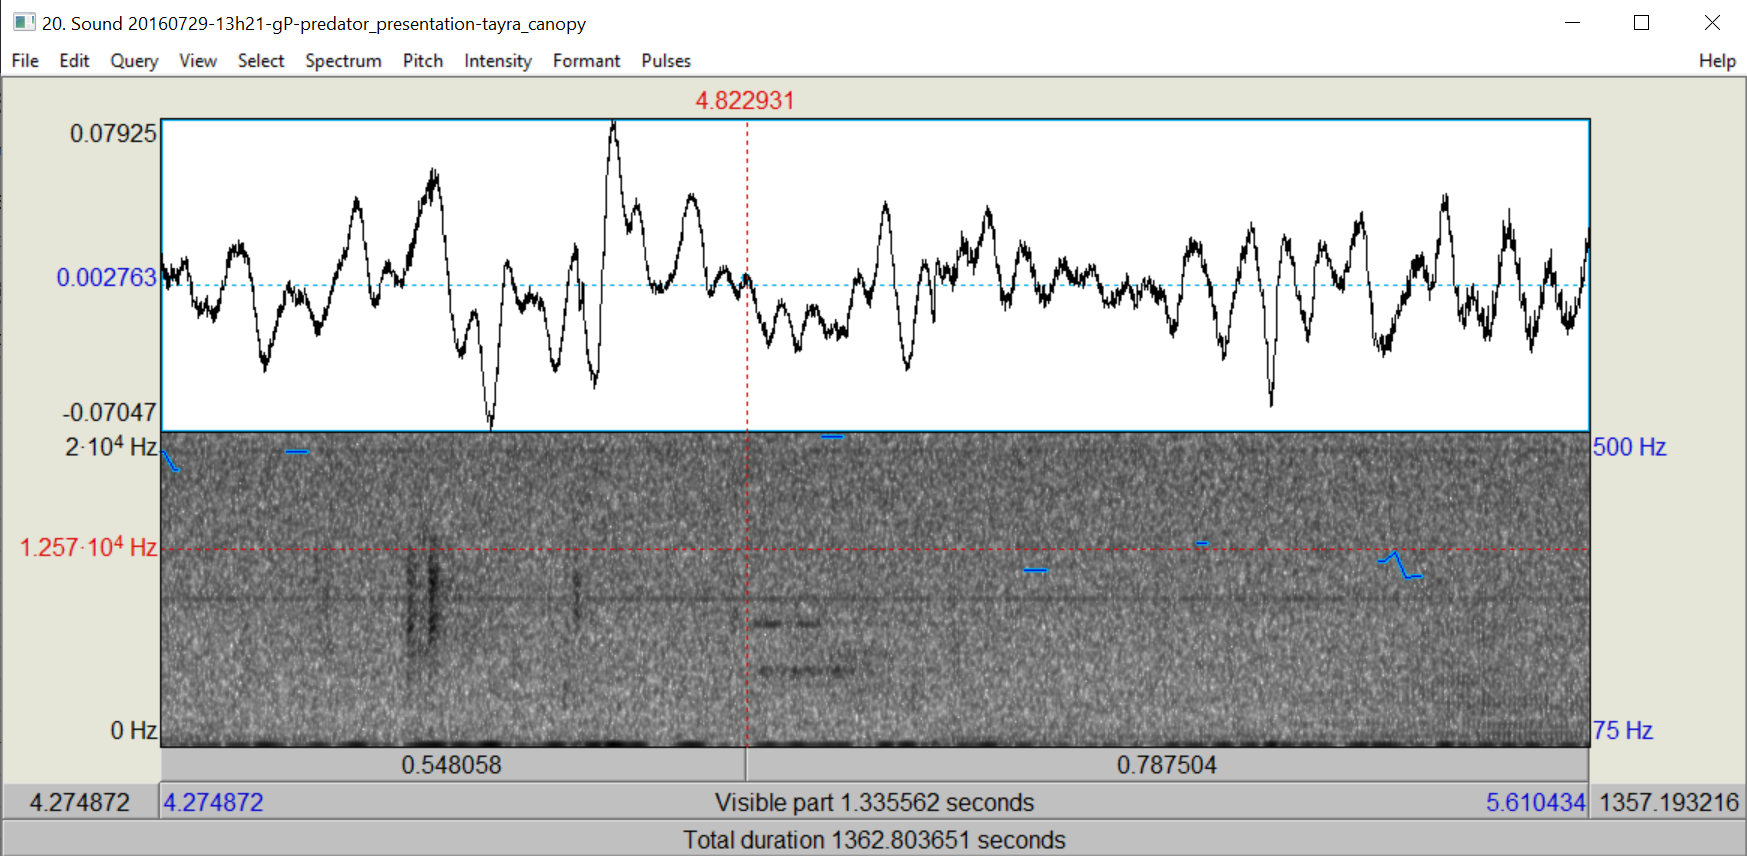 20. Sound 20160729-13h21-gP-predator_presentation-tayra_canopy
File Edit Query View Select Spectrum Pitch Intensity Formant Pulses Help
4.822931
0.07925
0.002763
-0.07047
2·10⁴ Hz 500 Hz
1.257·10⁴ Hz
0 Hz 75 Hz
0.548058 0.787504
4.274872 4.274872 Visible part 1.335562 seconds 5.610434 1357.193216
Total duration 1362.803651 seconds